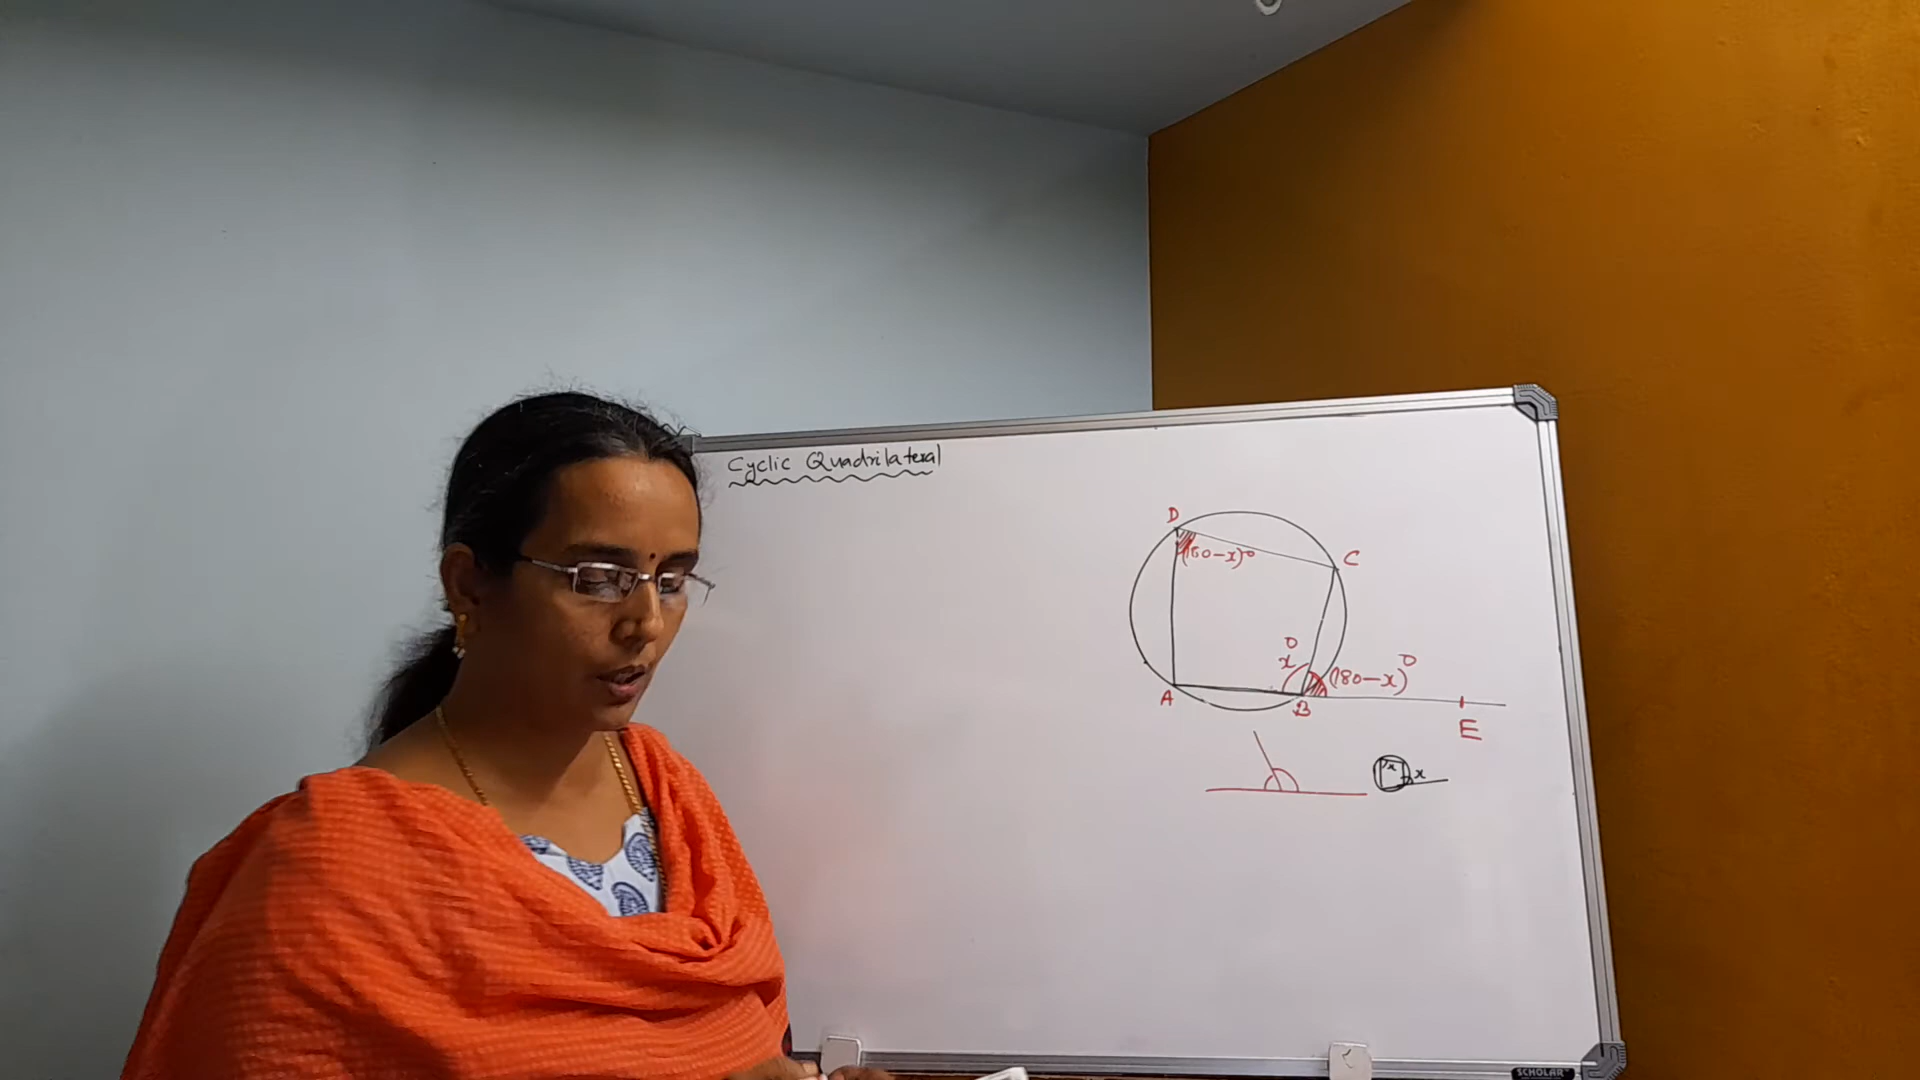 Cyclic Quadrilateral
D
(180-x)°
C
x°
(180-x)°
A
B
E
x
x
SCHOLAR